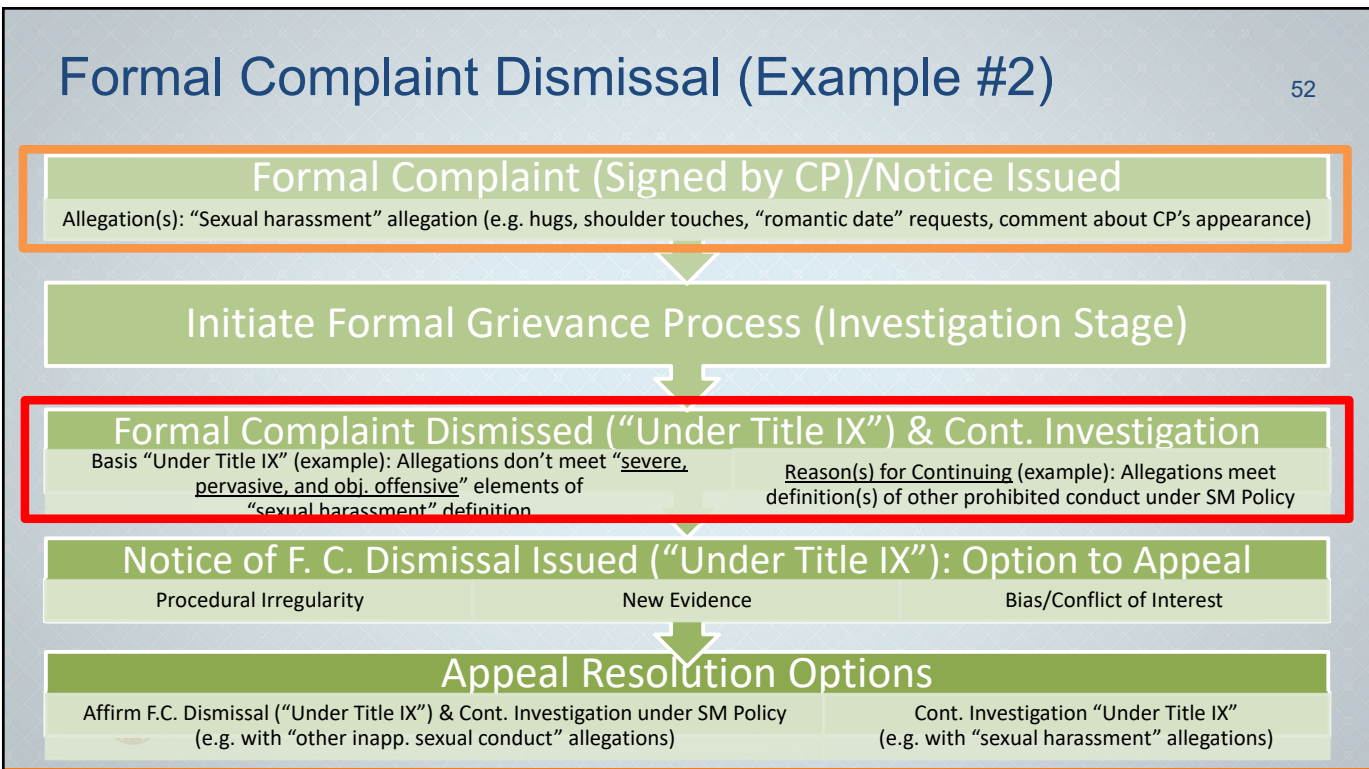 Formal Complaint Dismissal (Example #2)
52
Formal Complaint (Signed by CP)/Notice Issued
Allegation(s): “Sexual harassment” allegation (e.g. hugs, shoulder touches, “romantic date” requests, comment about CP’s appearance)
Initiate Formal Grievance Process (Investigation Stage)
Formal Complaint Dismissed (“Under Title IX”) & Cont. Investigation
Basis “Under Title IX” (example): Allegations don’t meet “severe,
pervasive, and obj. offensive” elements of
“sexual harassment” definition
Reason(s) for Continuing (example): Allegations meet
definition(s) of other prohibited conduct under SM Policy
Notice of F. C. Dismissal Issued (“Under Title IX”): Option to Appeal
Procedural Irregularity
New Evidence
Bias/Conflict of Interest
Appeal Resolution Options
Affirm F.C. Dismissal (“Under Title IX”) & Cont. Investigation under SM Policy
(e.g. with “other inapp. sexual conduct” allegations)
Cont. Investigation “Under Title IX”
(e.g. with “sexual harassment” allegations)